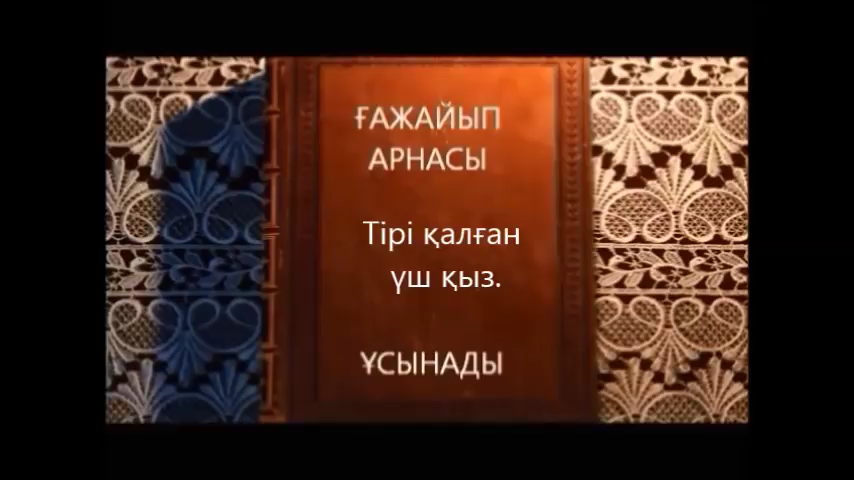 ҒАЖАЙЫП
АРНАСЫ
Тірі қалған
үш қыз.
ҰСЫНАДЫ